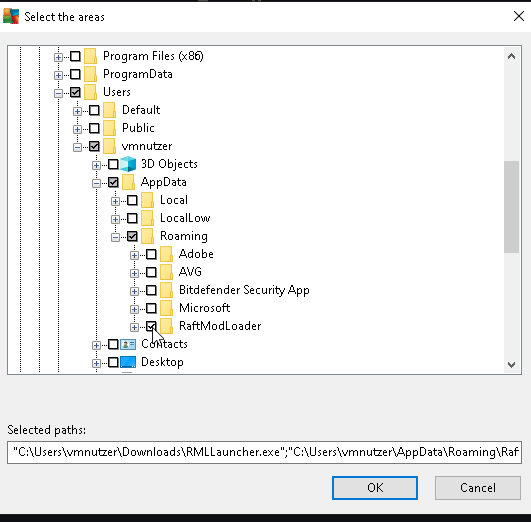 Select the areas
Program Files (x86)
ProgramData
Users
Default
Public
vmnutzer
3D Objects
AppData
Local
LocalLow
Roaming
Adobe
AVG
Bitdefender Security App
Microsoft
RaftModLoader
Contacts
Desktop
Selected paths:
"C:\Users\vmnutzer\Downloads\RMLLauncher.exe";"C:\Users\vmnutzer\AppData\Roaming\Raf
OK
Cancel